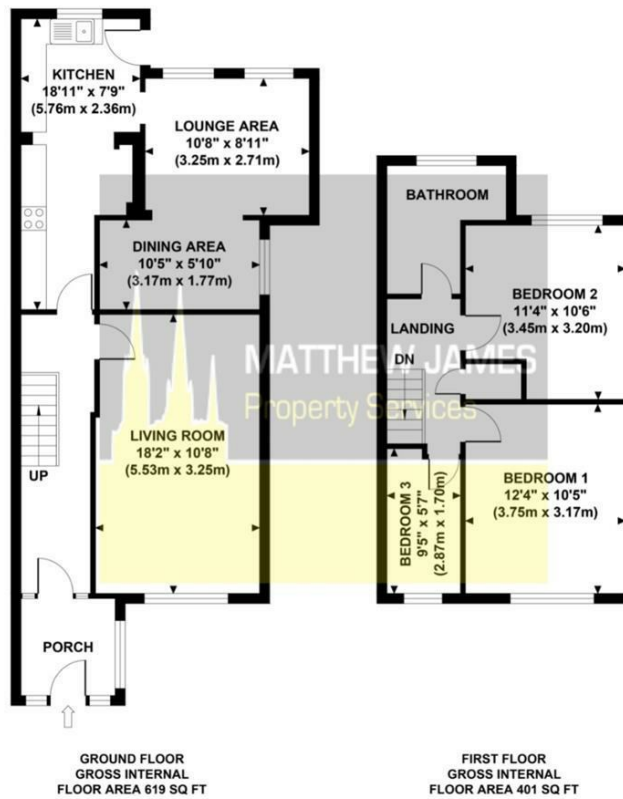 KITCHEN
18'11" x 7'9"
(5.76m x 2.36m)
LOUNGE AREA
10'8" x 8'11"
(3.25m x 2.71m)
DINING AREA
10'5" x 5'10"
(3.17m x 1.77m)
LIVING ROOM
18'2" x 10'8"
(5.53m x 3.25m)
UP
PORCH
GROUND FLOOR
GROSS INTERNAL
FLOOR AREA 619 SQ FT
BATHROOM
BEDROOM 2
11'4" x 10'6"
(3.45m x 3.20m)
LANDING
DN
MATTHEW JAMES
Property Services
BEDROOM 1
12'4" x 10'5"
(3.75m x 3.17m)
BEDROOM 3
9'5" x 5'7"
(2.87m x 1.70m)
FIRST FLOOR
GROSS INTERNAL
FLOOR AREA 401 SQ FT